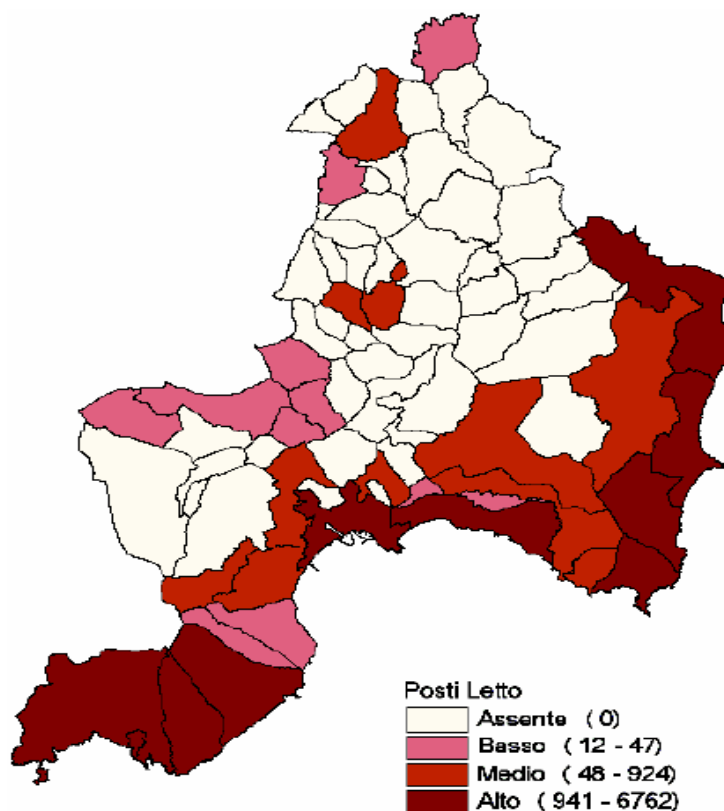 Posti Letto
Assente ( 0)
Basso ( 12 - 47)
Medio ( 48 - 924)
Alto ( 941 - 6762)